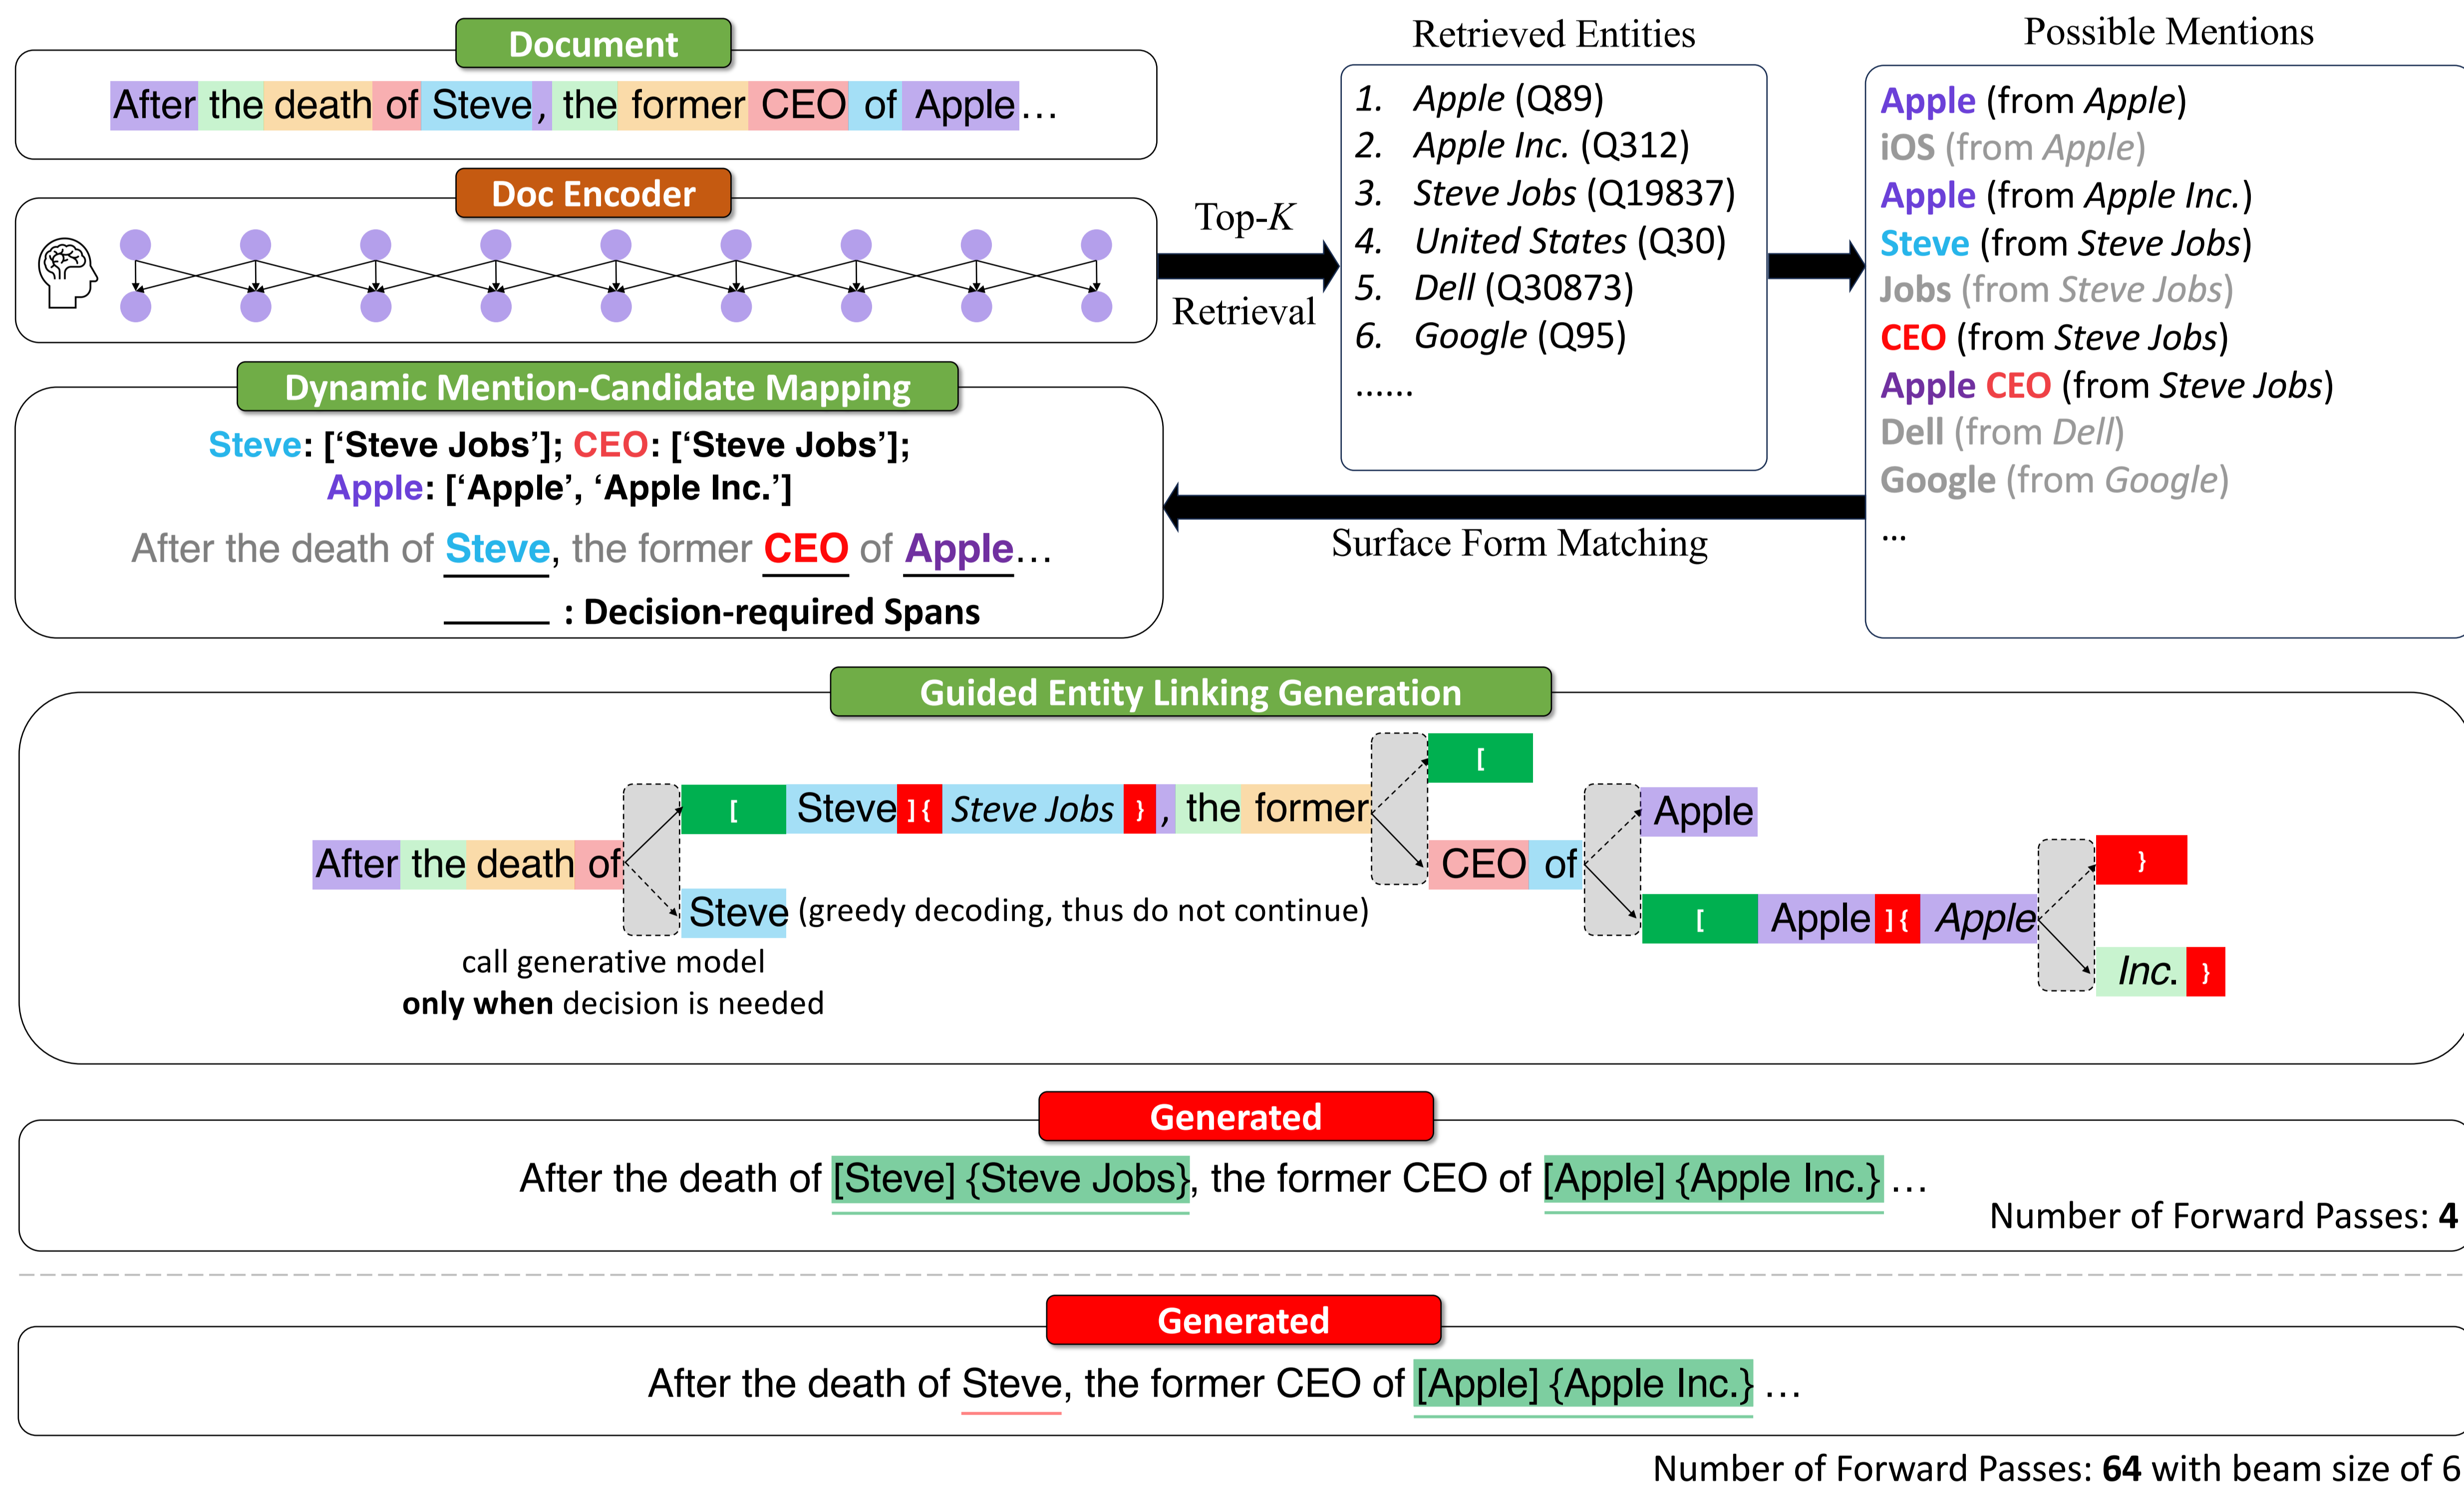 Document
After the death of Steve, the former CEO of Apple…
Doc Encoder
Top-K
Retrieval
Retrieved Entities
1. Apple (Q89)
2. Apple Inc. (Q312)
3. Steve Jobs (Q19837)
4. United States (Q30)
5. Dell (Q30873)
6. Google (Q95)
......
Possible Mentions
Apple (from Apple)
iOS (from Apple)
Apple (from Apple Inc.)
Steve (from Steve Jobs)
Jobs (from Steve Jobs)
CEO (from Steve Jobs)
Apple CEO (from Steve Jobs)
Dell (from Dell)
Google (from Google)
...
Surface Form Matching
Dynamic Mention-Candidate Mapping
Steve: [‘Steve Jobs’]; CEO: [‘Steve Jobs’];
Apple: [‘Apple’, ‘Apple Inc.’]
After the death of Steve, the former CEO of Apple…
: Decision-required Spans
Guided Entity Linking Generation
After the death of
[ Steve ]{ Steve Jobs } , the former
Steve (greedy decoding, thus do not continue)
call generative model
only when decision is needed
[
CEO of
Apple
[ Apple ]{ Apple
}
Inc. }
Generated
After the death of [Steve] {Steve Jobs}, the former CEO of [Apple] {Apple Inc.} …
Number of Forward Passes: 4
Generated
After the death of Steve, the former CEO of [Apple] {Apple Inc.} …
Number of Forward Passes: 64 with beam size of 6